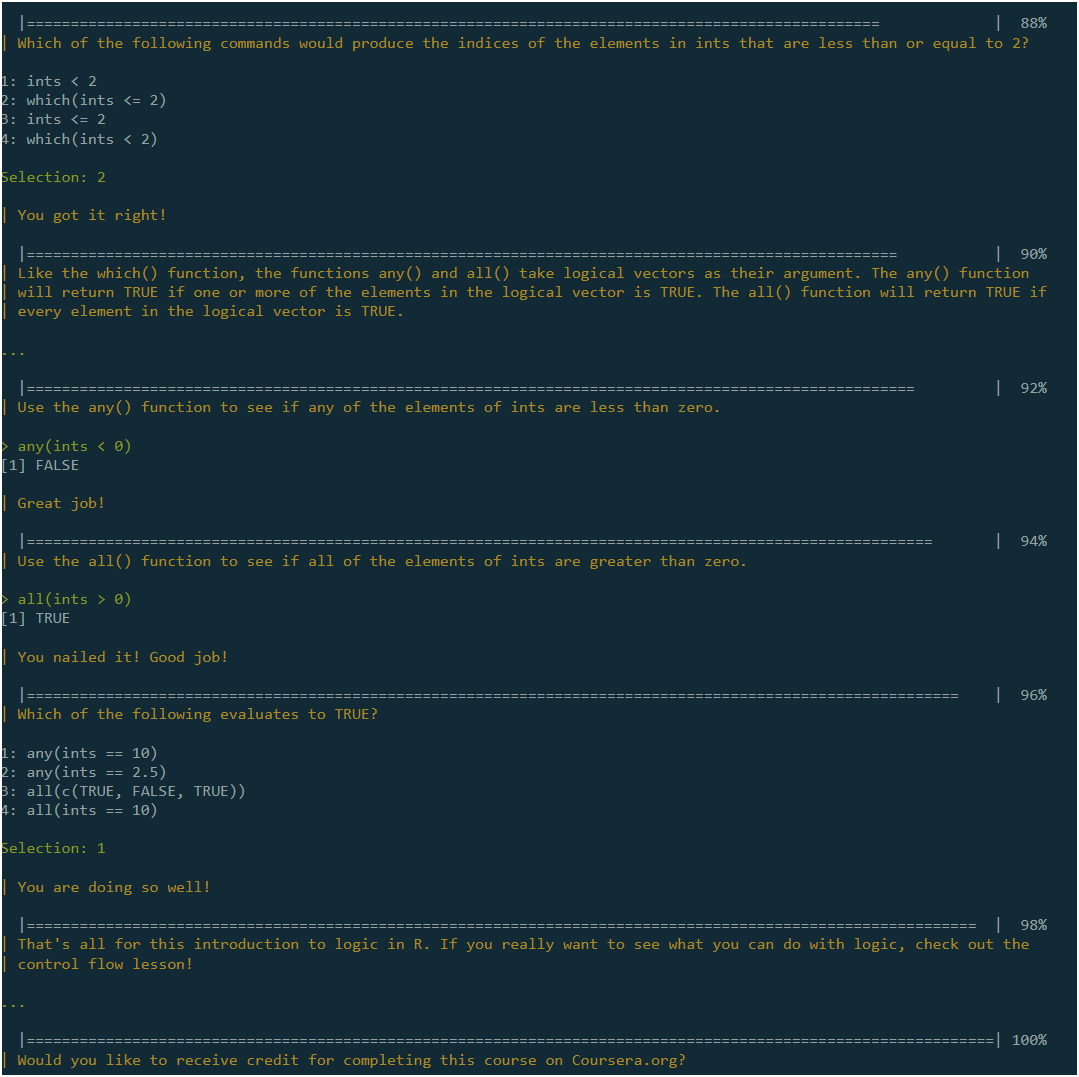 |================================================================================================= | 88%
| Which of the following commands would produce the indices of the elements in ints that are less than or equal to 2?
1: ints < 2
2: which(ints <= 2)
3: ints <= 2
4: which(ints < 2)
Selection: 2
| You got it right!
|=================================================================================================== | 90%
| Like the which() function, the functions any() and all() take logical vectors as their argument. The any() function
| will return TRUE if one or more of the elements in the logical vector is TRUE. The all() function will return TRUE if
| every element in the logical vector is TRUE.
...
|===================================================================================================== | 92%
| Use the any() function to see if any of the elements of ints are less than zero.
> any(ints < 0)
[1] FALSE
| Great job!
|======================================================================================================= | 94%
| Use the all() function to see if all of the elements of ints are greater than zero.
> all(ints > 0)
[1] TRUE
| You nailed it! Good job!
|========================================================================================================== | 96%
| Which of the following evaluates to TRUE?
1: any(ints == 10)
2: any(ints == 2.5)
3: all(c(TRUE, FALSE, TRUE))
4: all(ints == 10)
Selection: 1
| You are doing so well!
|============================================================================================================ | 98%
| That's all for this introduction to logic in R. If you really want to see what you can do with logic, check out the
| control flow lesson!
...
|==============================================================================================================| 100%
| Would you like to receive credit for completing this course on Coursera.org?